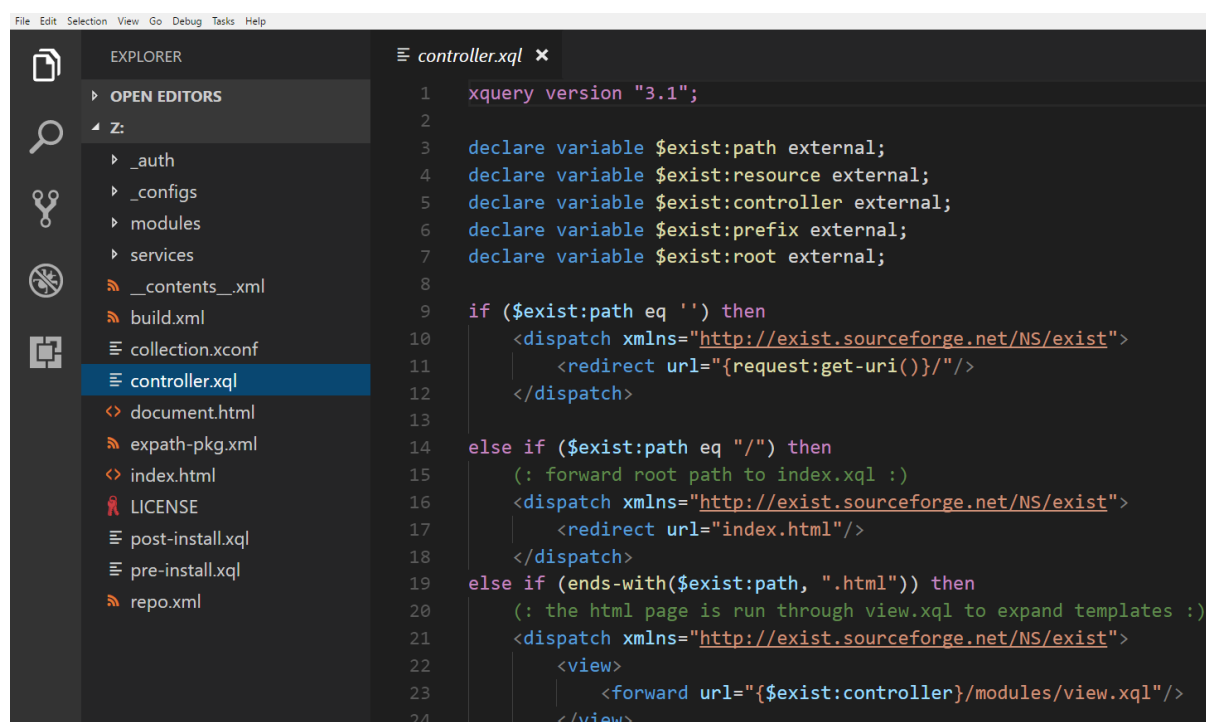 File Edit Selection View Go Debug Tasks Help
EXPLORER
OPEN EDITORS
Z:
_auth
_configs
modules
services
__contents__.xml
build.xml
collection.xconf
controller.xql
document.html
expath-pkg.xml
index.html
LICENSE
post-install.xql
pre-install.xql
repo.xml
controller.xql
1 xquery version "3.1";
2
3 declare variable $exist:path external;
4 declare variable $exist:resource external;
5 declare variable $exist:controller external;
6 declare variable $exist:prefix external;
7 declare variable $exist:root external;
8
9 if ($exist:path eq '') then
10     <dispatch xmlns="http://exist.sourceforge.net/NS/exist">
11         <redirect url="{request:get-uri()}/"/>
12     </dispatch>
13
14 else if ($exist:path eq "/") then
15     (: forward root path to index.xql :)
16     <dispatch xmlns="http://exist.sourceforge.net/NS/exist">
17         <redirect url="index.html"/>
18     </dispatch>
19 else if (ends-with($exist:path, ".html")) then
20     (: the html page is run through view.xql to expand templates :)
21     <dispatch xmlns="http://exist.sourceforge.net/NS/exist">
22         <view>
23             <forward url="{$exist:controller}/modules/view.xql"/>
24         </view>